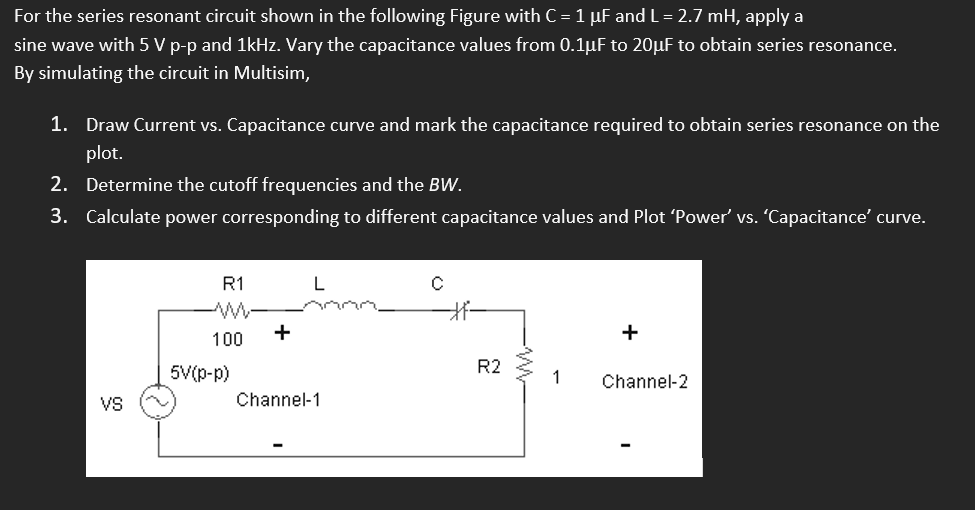 For the series resonant circuit shown in the following Figure with C = 1 µF and L = 2.7 mH, apply a
sine wave with 5 V p-p and 1kHz. Vary the capacitance values from 0.1µF to 20µF to obtain series resonance.
By simulating the circuit in Multisim,
1. Draw Current vs. Capacitance curve and mark the capacitance required to obtain series resonance on the
plot.
2. Determine the cutoff frequencies and the BW.
3. Calculate power corresponding to different capacitance values and Plot ‘Power’ vs. ‘Capacitance’ curve.
R1 L C
100 + +
5V(p-p) R2 1 Channel-2
VS Channel-1
- -